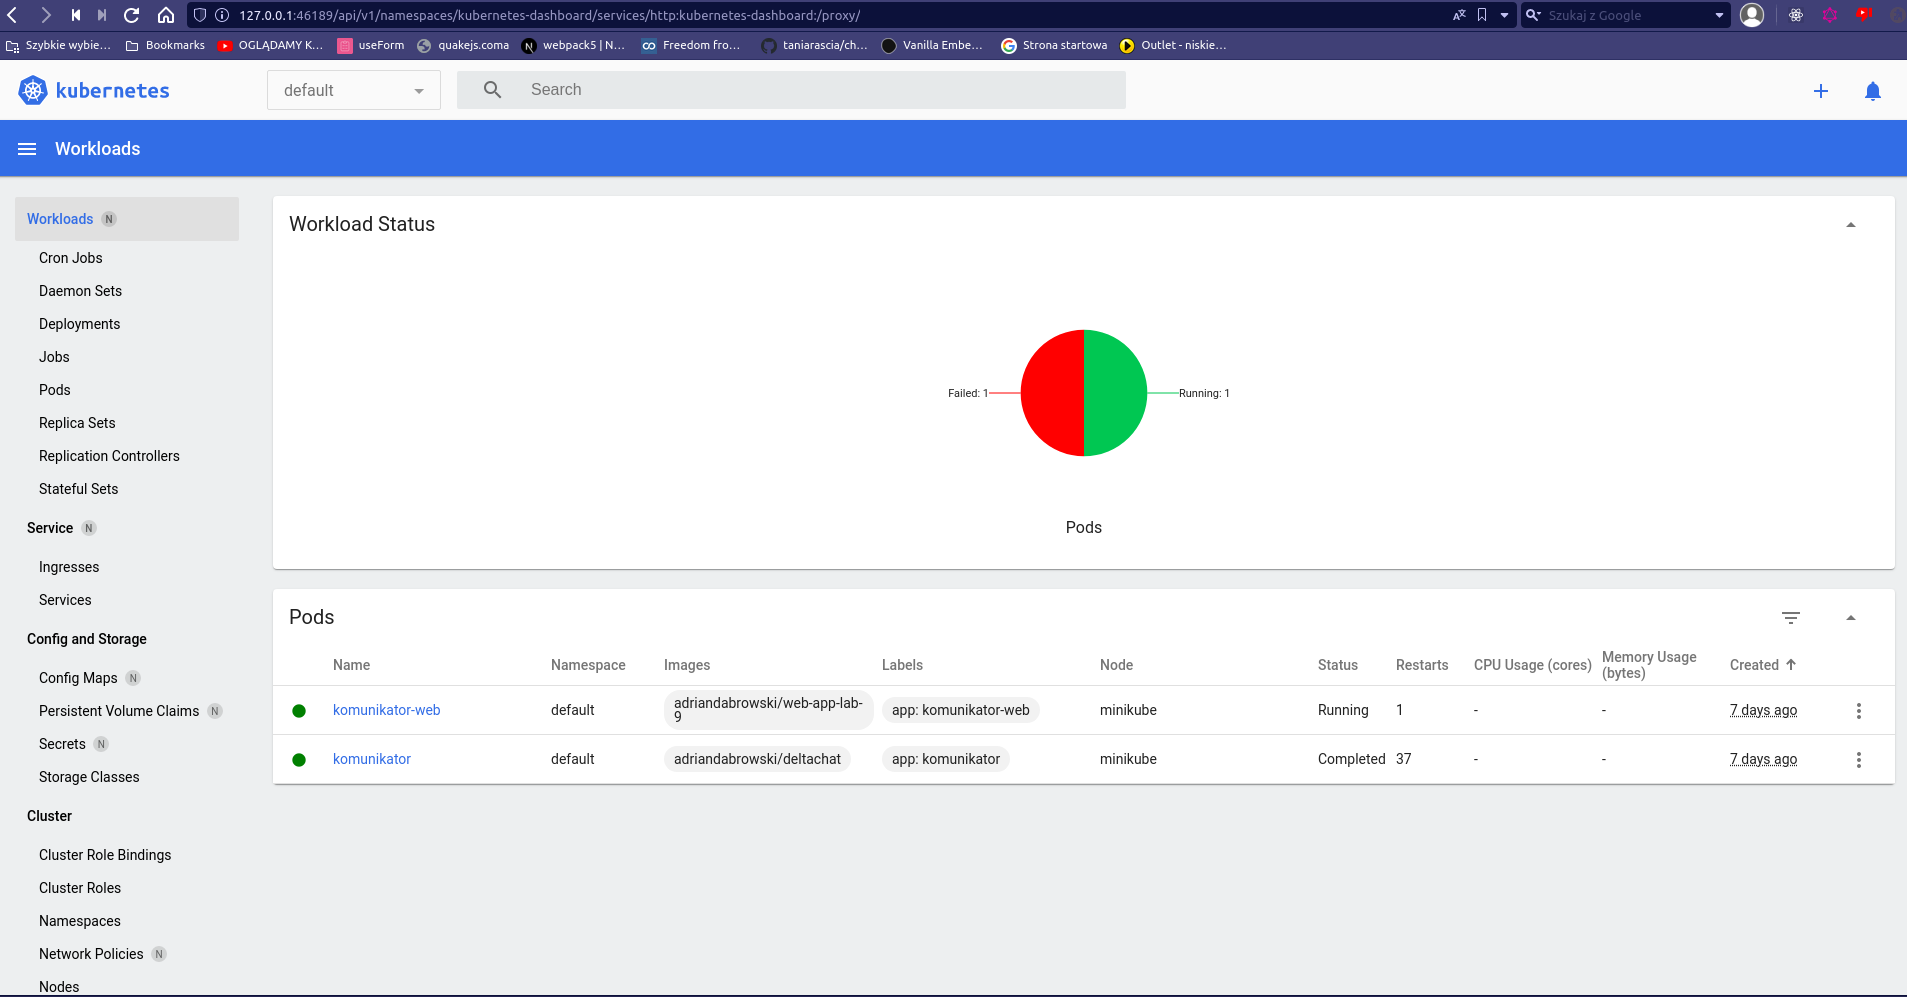 127.0.0.1:46189/api/v1/namespaces/kubernetes-dashboard/services/http:kubernetes-dashboard:/proxy/
Szukaj z Google
Szybkie wybie…
Bookmarks
OGLĄDAMY K…
useForm
quakejs.coma
webpack5 | N…
Freedom fro…
taniarascia/ch…
Vanilla Embe…
Strona startowa
Outlet - niskie…
kubernetes
default
Search
Workloads
Workloads N
Cron Jobs
Daemon Sets
Deployments
Jobs
Pods
Replica Sets
Replication Controllers
Stateful Sets
Service N
Ingresses
Services
Config and Storage
Config Maps N
Persistent Volume Claims N
Secrets N
Storage Classes
Cluster
Cluster Role Bindings
Cluster Roles
Namespaces
Network Policies N
Nodes
Workload Status
Failed: 1
Running: 1
Pods
Pods
Name Namespace Images Labels Node Status Restarts CPU Usage (cores) Memory Usage (bytes) Created
komunikator-web default adriandabrowski/web-app-lab-9 app: komunikator-web minikube Running 1 - - 7 days ago
komunikator default adriandabrowski/deltachat app: komunikator minikube Completed 37 - - 7 days ago